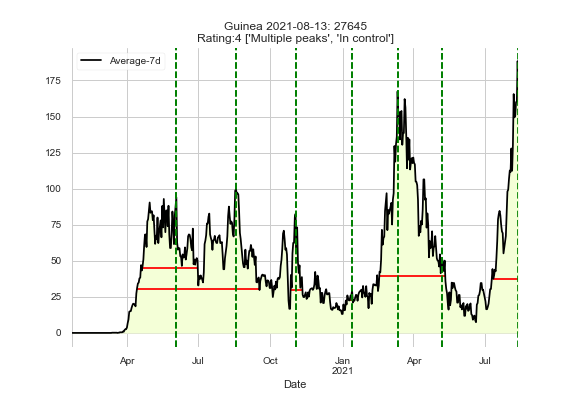 Guinea 2021-08-13: 27645
Rating:4 ['Multiple peaks', 'In control']
Average-7d
175
150
125
100
75
50
25
0
Apr Jul Oct Jan Apr Jul
2021
Date